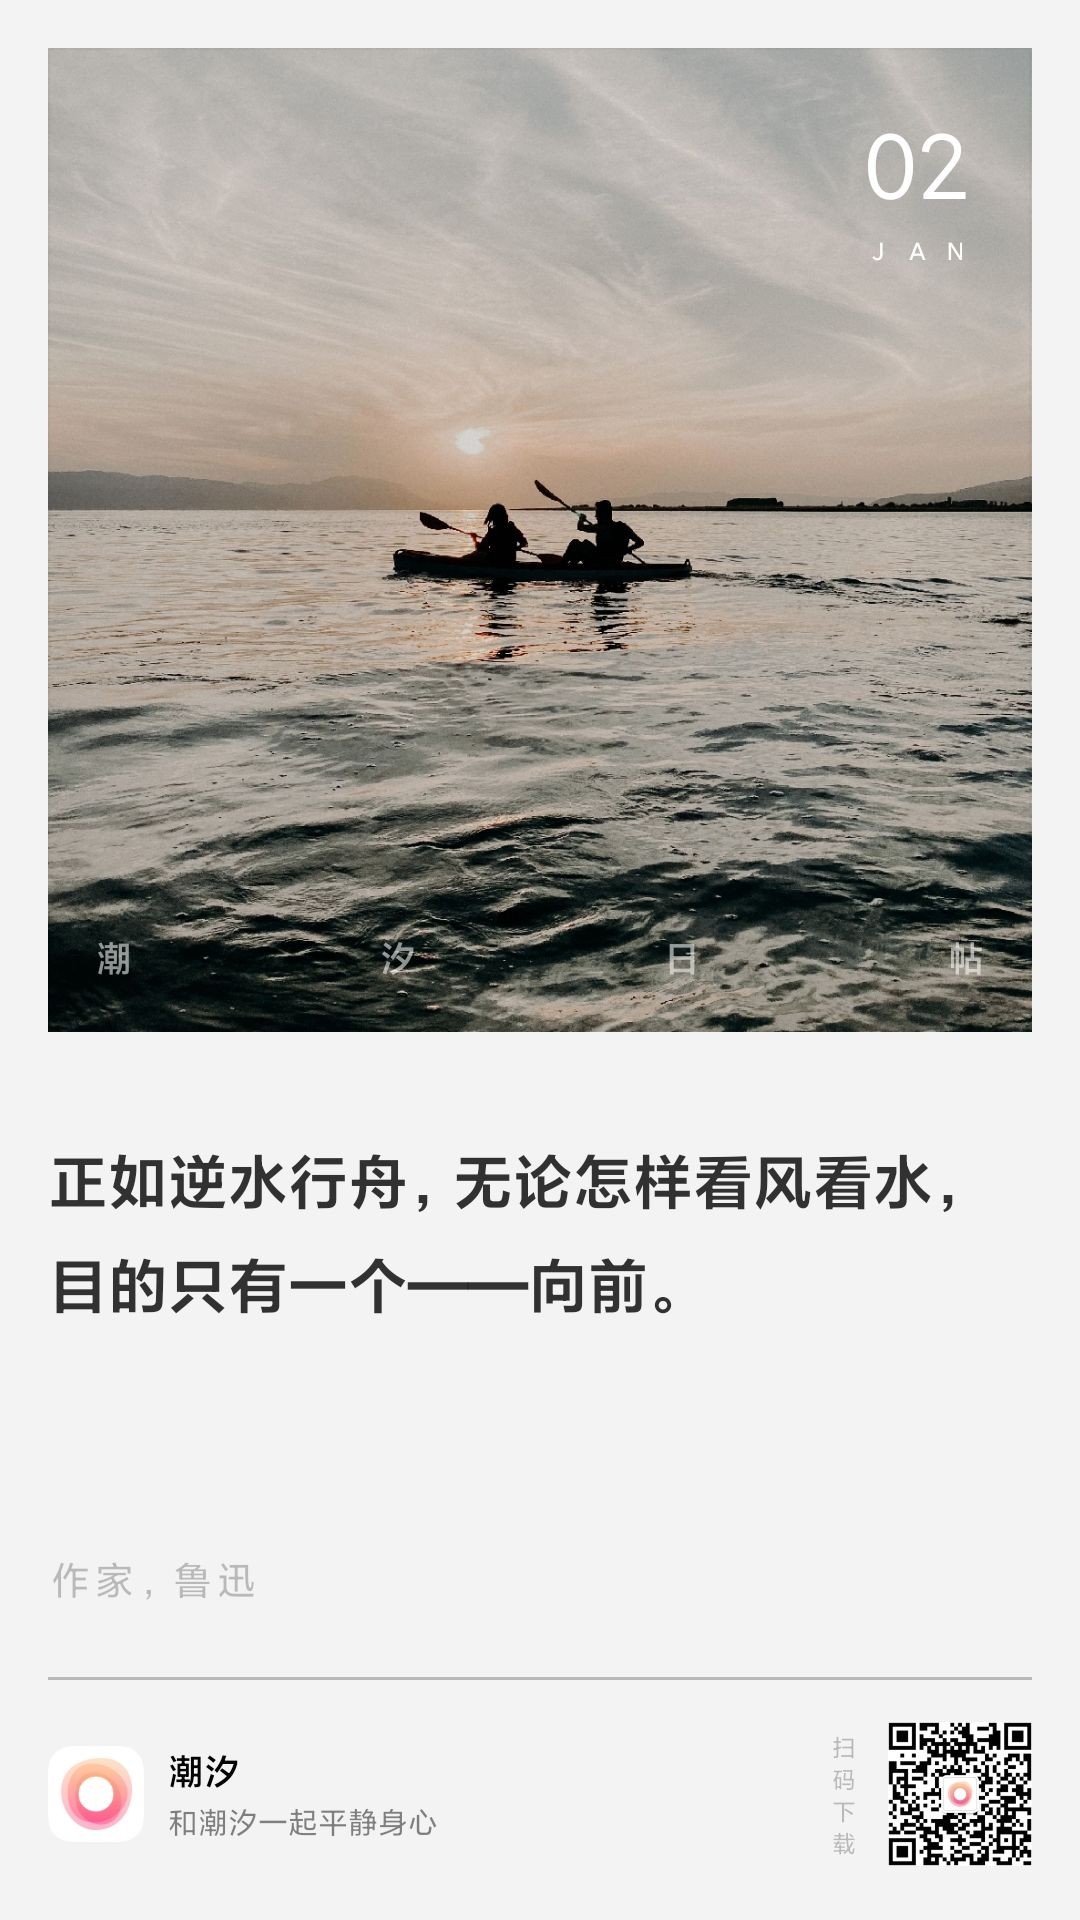 02
JAN
潮汐日帖
正如逆水行舟，无论怎样看风看水，
目的只有一个——向前。
作家，鲁迅
潮汐
和潮汐一起平静身心
扫码下载